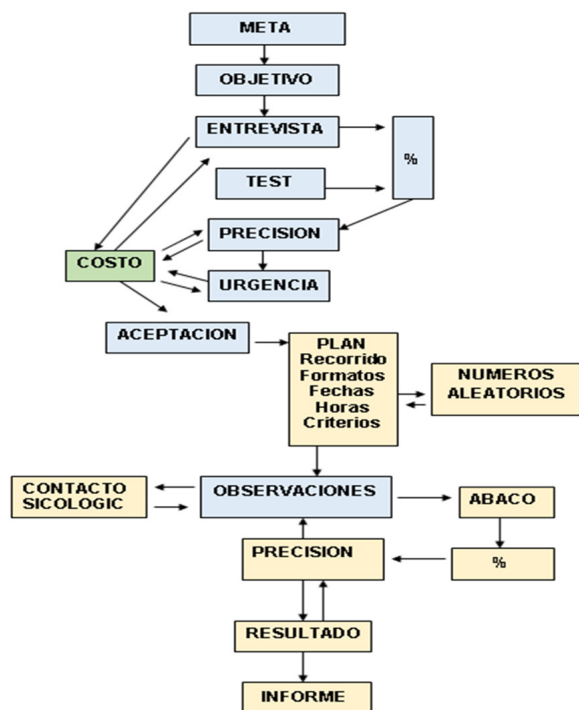 META
OBJETIVO
ENTREVISTA
%
TEST
PRECISION
COSTO
URGENCIA
ACEPTACION
PLAN
Recorrido
Formatos
Fechas
Horas
Criterios
NUMEROS
ALEATORIOS
CONTACTO
SICOLOGIC
OBSERVACIONES
ABACO
PRECISION
%
RESULTADO
INFORME